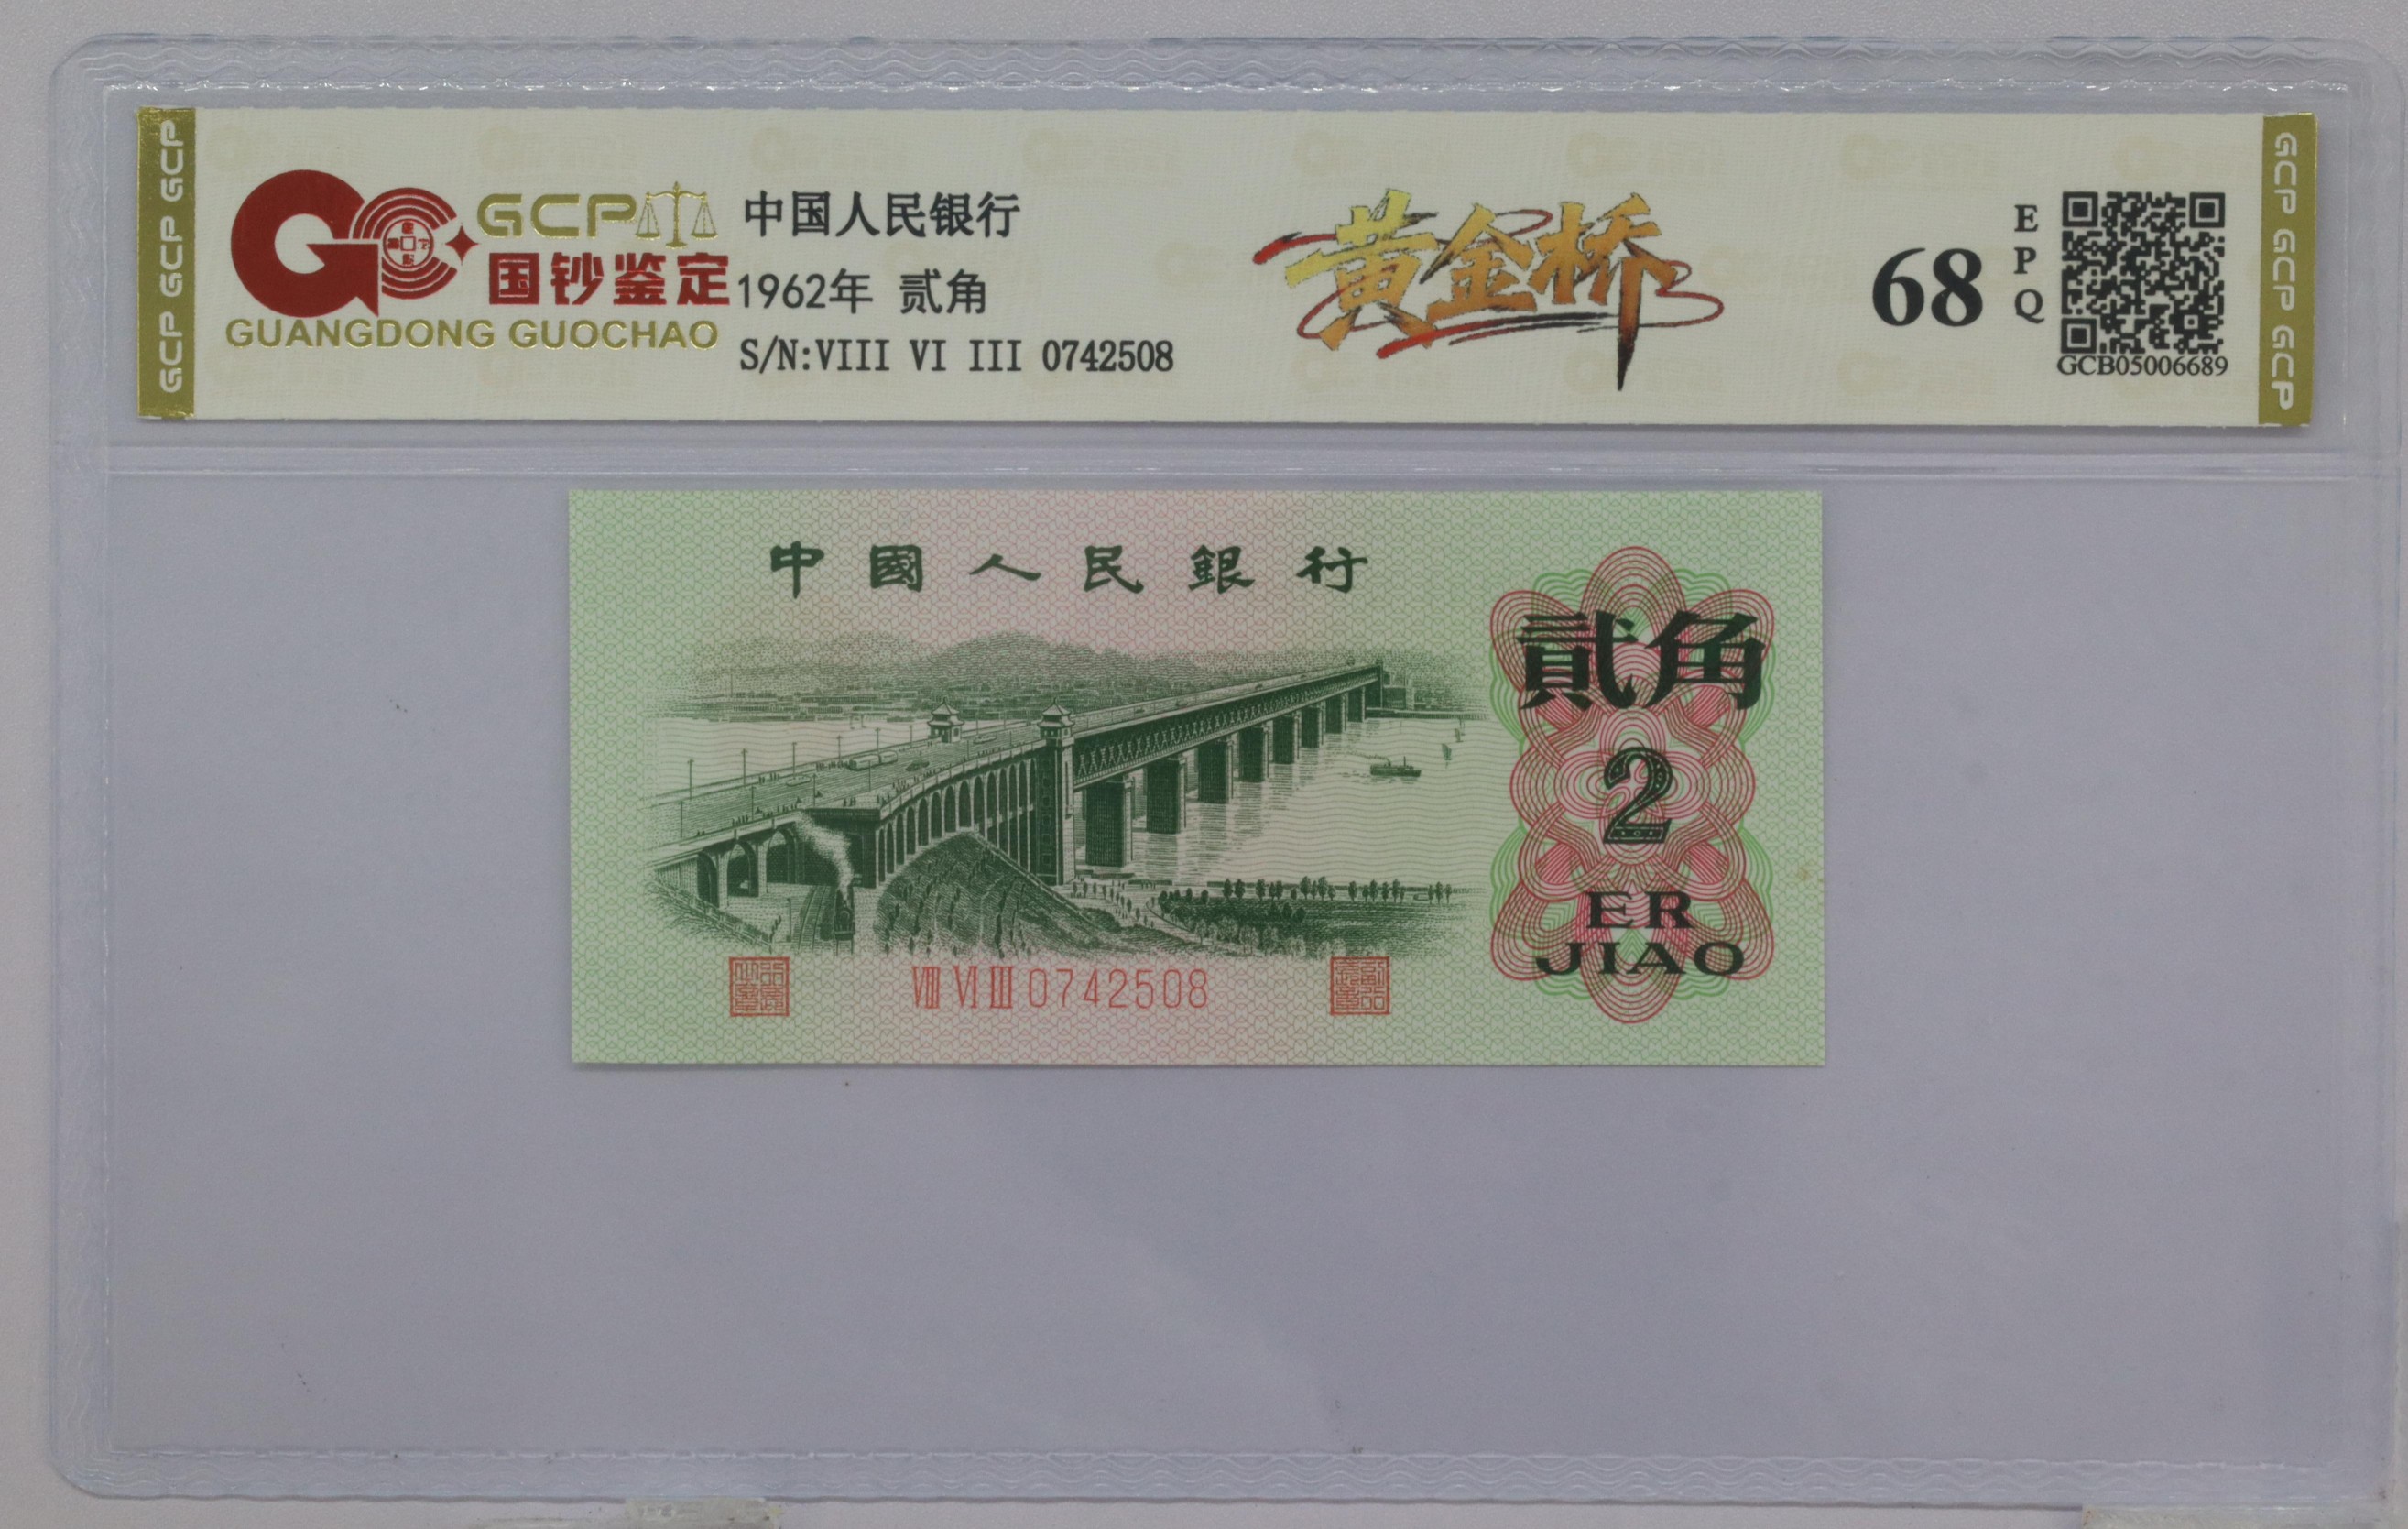 GCP GCP GCP
GCP
国钞鉴定
GUANGDONG GUOCHAO
中国人民银行
1962年 贰角
S/N:VIII VI III 0742508
黄金桥
68
EPQ
GCB05006689
GCP GCP GCP
中國人民銀行
貳角
2
ER
JIAO
VIII VI III 0742508